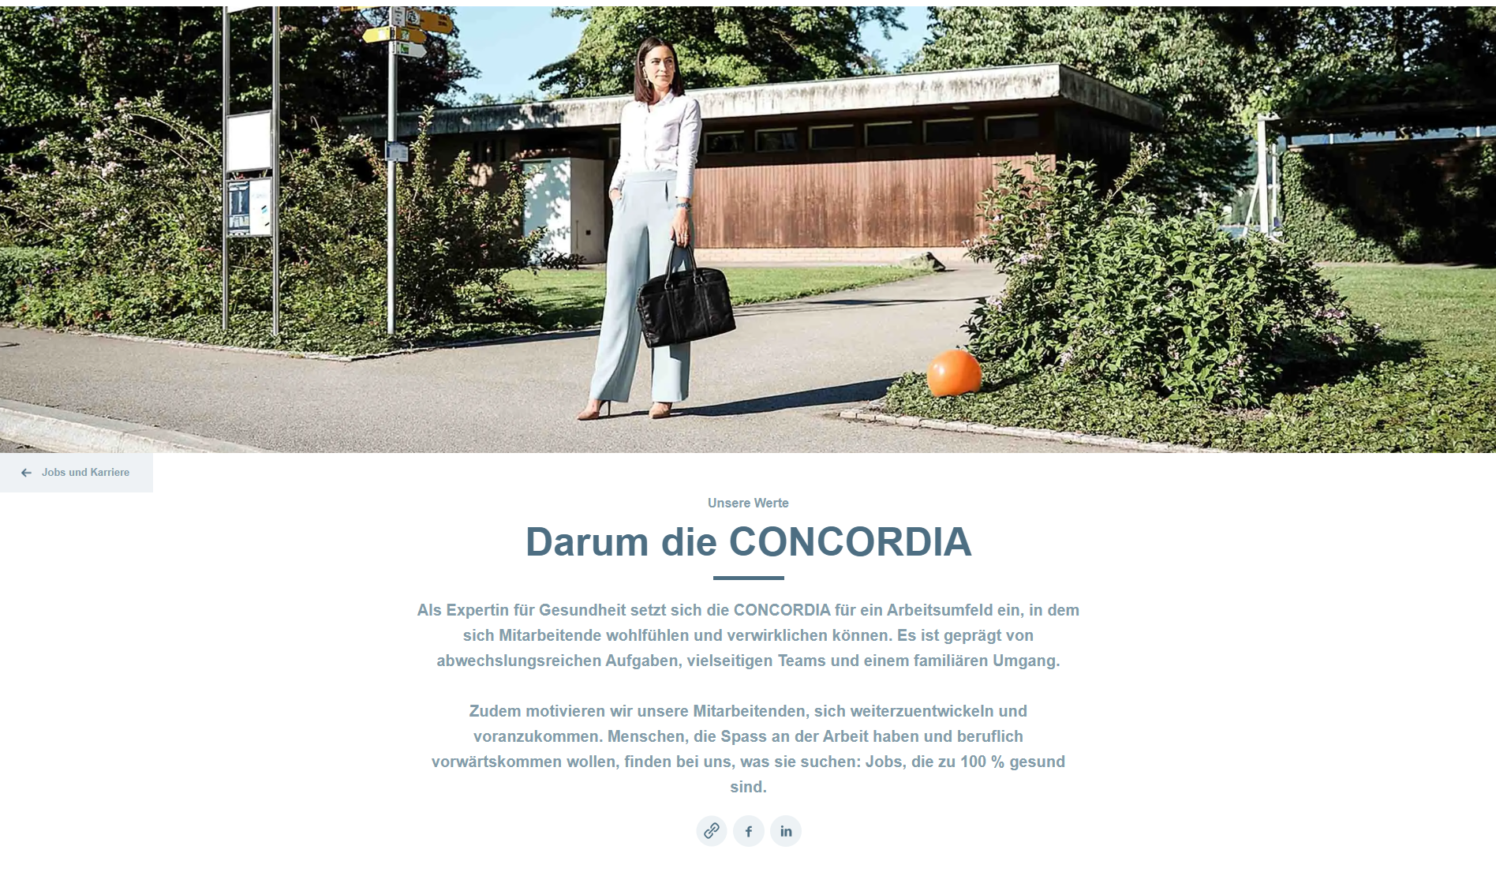 Jobs und Karriere
Unsere Werte
Darum die CONCORDIA
Als Expertin für Gesundheit setzt sich die CONCORDIA für ein Arbeitsumfeld ein, in dem
sich Mitarbeitende wohlfühlen und verwirklichen können. Es ist geprägt von
abwechslungsreichen Aufgaben, vielseitigen Teams und einem familiären Umgang.
Zudem motivieren wir unsere Mitarbeitenden, sich weiterzuentwickeln und
voranzukommen. Menschen, die Spass an der Arbeit haben und beruflich
vorwärtskommen wollen, finden bei uns, was sie suchen: Jobs, die zu 100 % gesund
sind.
f
in